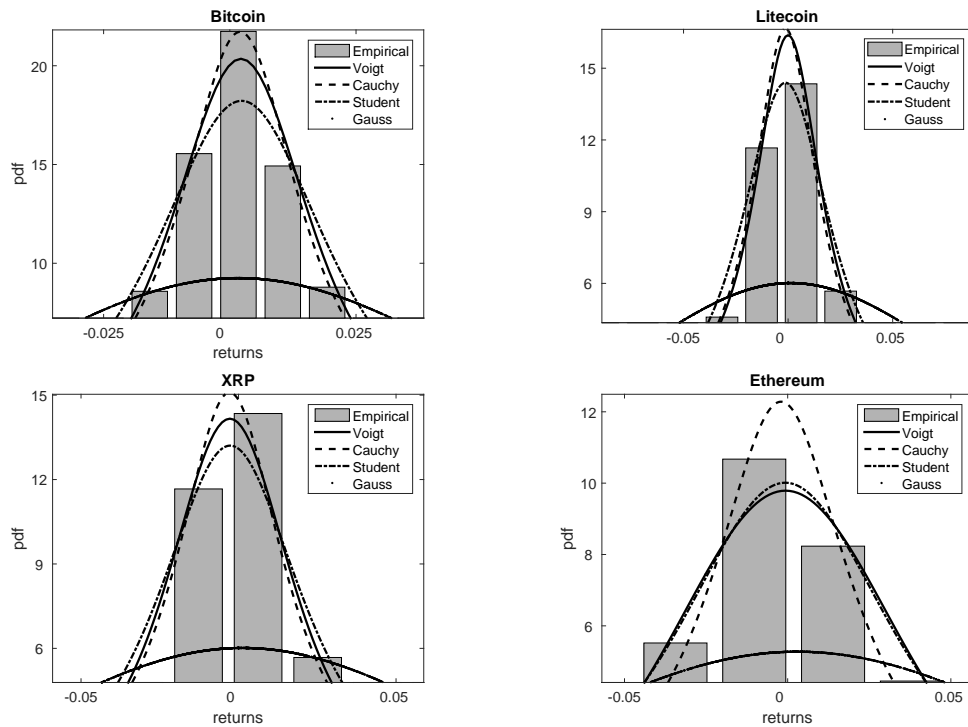 Bitcoin
20
15
10
pdf
-0.025
0
0.025
returns
Empirical
Voigt
Cauchy
Student
Gauss
Litecoin
15
12
9
6
-0.05
0
0.05
Empirical
Voigt
Cauchy
Student
Gauss
XRP
15
12
9
6
pdf
-0.05
0
0.05
returns
Empirical
Voigt
Cauchy
Student
Gauss
Ethereum
12
10
8
6
pdf
-0.05
0
0.05
returns
Empirical
Voigt
Cauchy
Student
Gauss